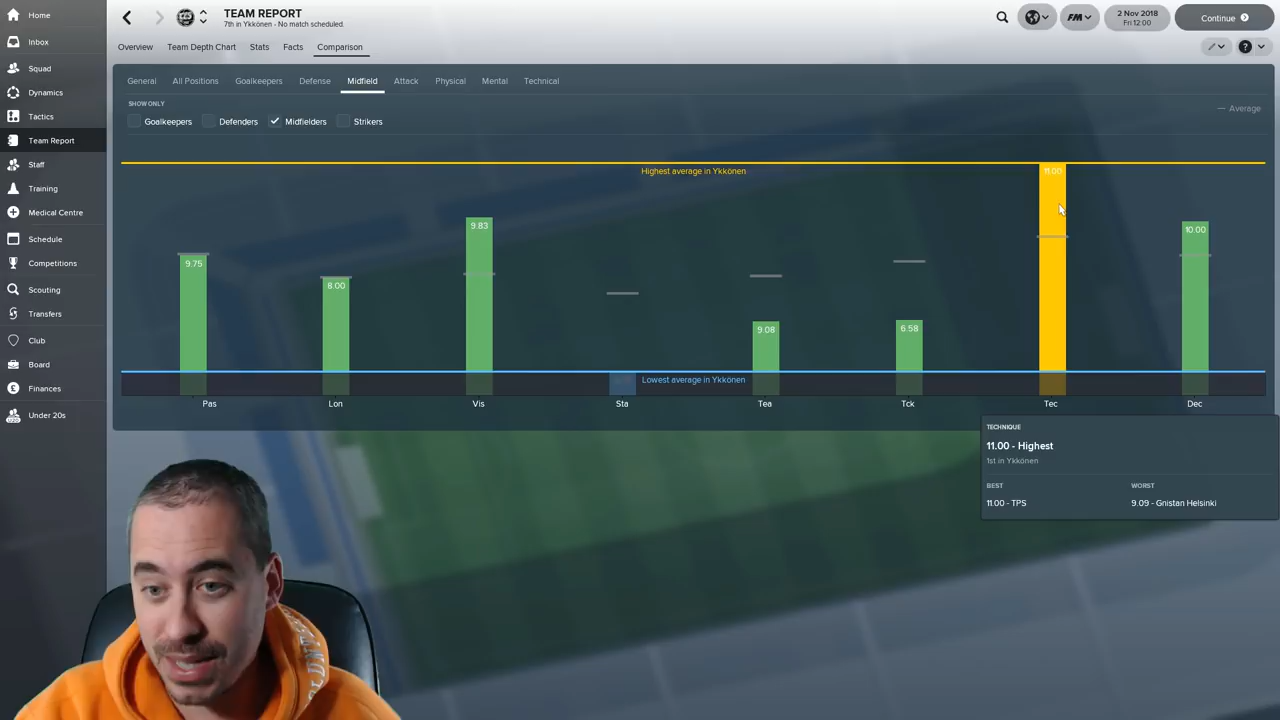 Home
Inbox
Squad
Dynamics
Tactics
Team Report
Staff
Training
Medical Centre
Schedule
Competitions
Scouting
Transfers
Club
Board
Finances
Under 20s
TEAM REPORT
7th in Ykkönen - No match scheduled.
FM
2 Nov 2018
Fri 12:00
Continue
Overview Team Depth Chart Stats Facts Comparison
?
General All Positions Goalkeepers Defense Midfield Attack Physical Mental Technical
SHOW ONLY
Goalkeepers Defenders Midfielders Strikers
Average
Highest average in Ykkönen
9.75
8.00
9.83
9.08
6.58
11.00
10.00
Lowest average in Ykkönen
Pas Lon Vis Sta Tea Tck Tec Dec
TECHNIQUE
11.00 - Highest
1st in Ykkönen
BEST WORST
11.00 - TPS 9.09 - Gnistan Helsinki